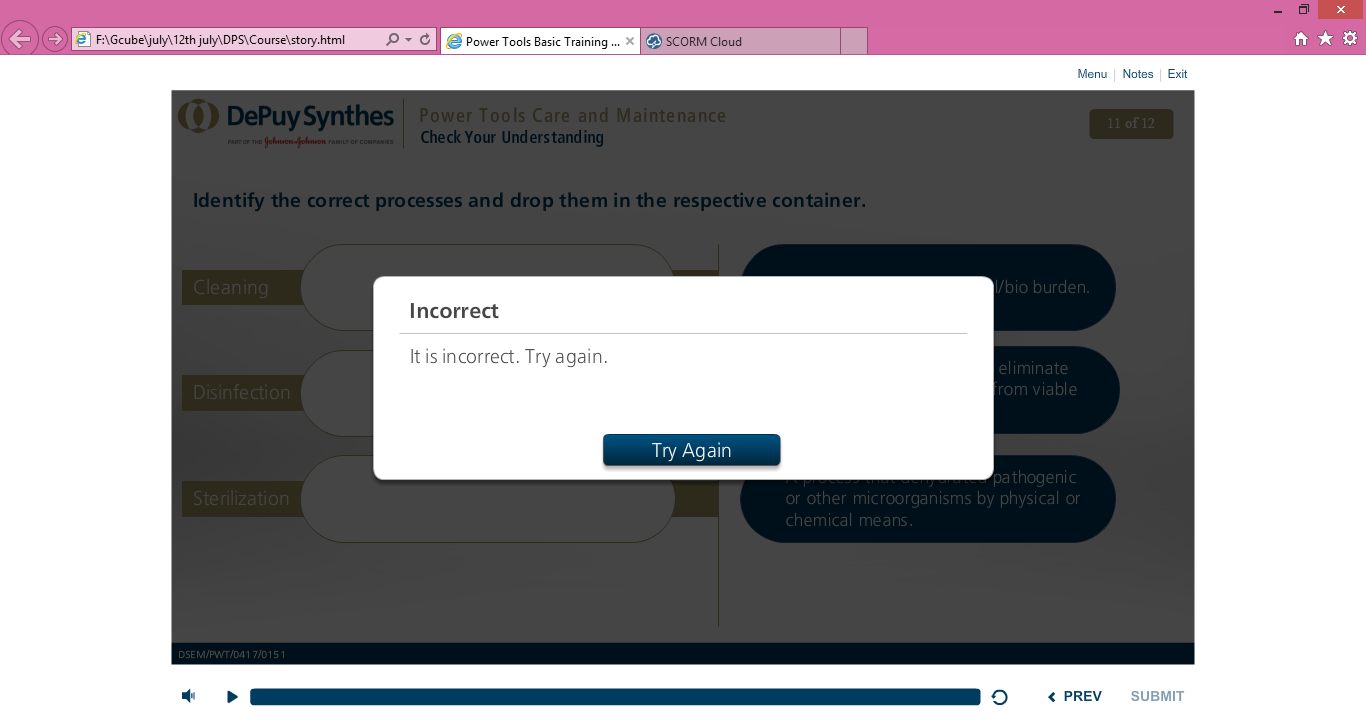 F:\Gcube\july\12th july\DPS\Course\story.html
Power Tools Basic Training ...
SCORM Cloud
Menu | Notes | Exit
DePuy Synthes
PART OF THE Johnson & Johnson FAMILY OF COMPANIES
Power Tools Care and Maintenance
Check Your Understanding
11 of 12
Identify the correct processes and drop them in the respective container.
Cleaning
l/bio burden.
Incorrect
It is incorrect. Try again.
Disinfection
eliminate
from viable
Try Again
Sterilization
A process that dehydrated pathogenic
or other microorganisms by physical or
chemical means.
DSEM/PWT/0417/0151
PREV
SUBMIT